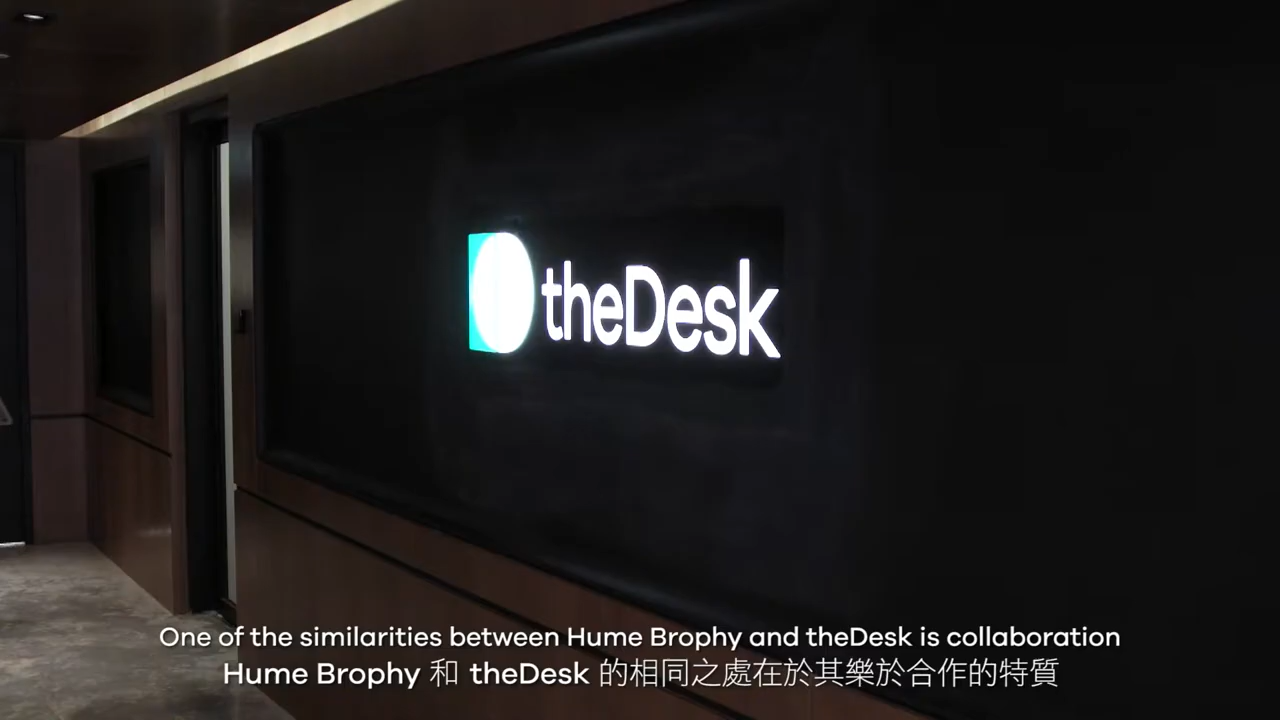 theDesk
One of the similarities between Hume Brophy and theDesk is collaboration
Hume Brophy 和 theDesk 的相同之處在於其樂於合作的特質